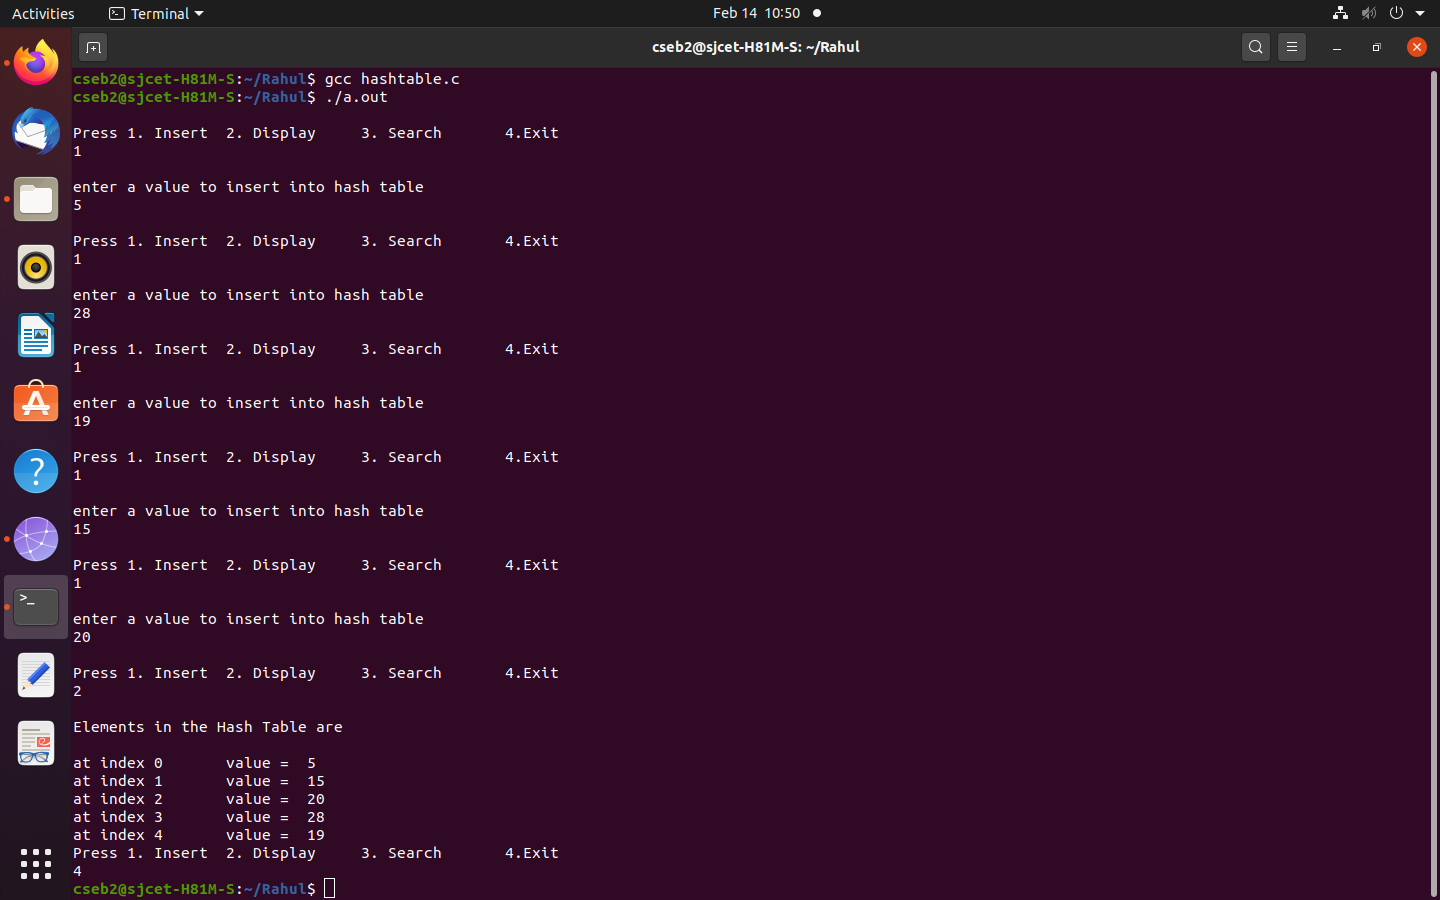 Activities Terminal Feb 14 10:50
cseb2@sjcet-H81M-S: ~/Rahul
cseb2@sjcet-H81M-S:~/Rahul$ gcc hashtable.c
cseb2@sjcet-H81M-S:~/Rahul$ ./a.out
Press 1. Insert 2. Display 3. Search 4.Exit
1
enter a value to insert into hash table
5
Press 1. Insert 2. Display 3. Search 4.Exit
1
enter a value to insert into hash table
28
Press 1. Insert 2. Display 3. Search 4.Exit
1
enter a value to insert into hash table
19
Press 1. Insert 2. Display 3. Search 4.Exit
1
enter a value to insert into hash table
15
Press 1. Insert 2. Display 3. Search 4.Exit
1
enter a value to insert into hash table
20
Press 1. Insert 2. Display 3. Search 4.Exit
2
Elements in the Hash Table are
at index 0 value = 5
at index 1 value = 15
at index 2 value = 20
at index 3 value = 28
at index 4 value = 19
Press 1. Insert 2. Display 3. Search 4.Exit
4
cseb2@sjcet-H81M-S:~/Rahul$